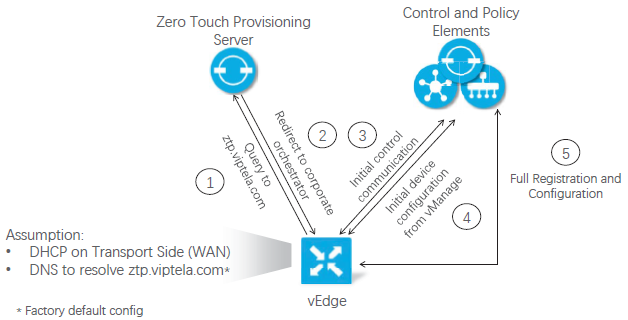 Zero Touch Provisioning
Server
Control and Policy
Elements
1
Query to
ztp.viptela.com
2
Redirect to corporate
orchestrator
3
Initial control
communication
Initial device
configuration
from vManage
4
5
Full Registration and
Configuration
Assumption:
• DHCP on Transport Side (WAN)
• DNS to resolve ztp.viptela.com*
* Factory default config
vEdge